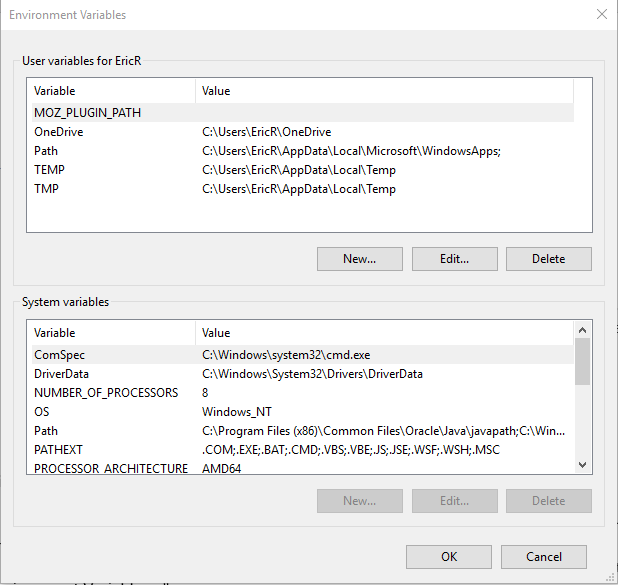 Environment Variables
User variables for EricR
Variable Value
MOZ_PLUGIN_PATH
OneDrive C:\Users\EricR\OneDrive
Path C:\Users\EricR\AppData\Local\Microsoft\WindowsApps;
TEMP C:\Users\EricR\AppData\Local\Temp
TMP C:\Users\EricR\AppData\Local\Temp
New... Edit... Delete
System variables
Variable Value
ComSpec C:\Windows\system32\cmd.exe
DriverData C:\Windows\System32\Drivers\DriverData
NUMBER_OF_PROCESSORS 8
OS Windows_NT
Path C:\Program Files (x86)\Common Files\Oracle\Java\javapath;C:\Win...
PATHEXT .COM;.EXE;.BAT;.CMD;.VBS;.VBE;.JS;.JSE;.WSF;.WSH;.MSC
PROCESSOR_ARCHITECTURE AMD64
New... Edit... Delete
OK Cancel